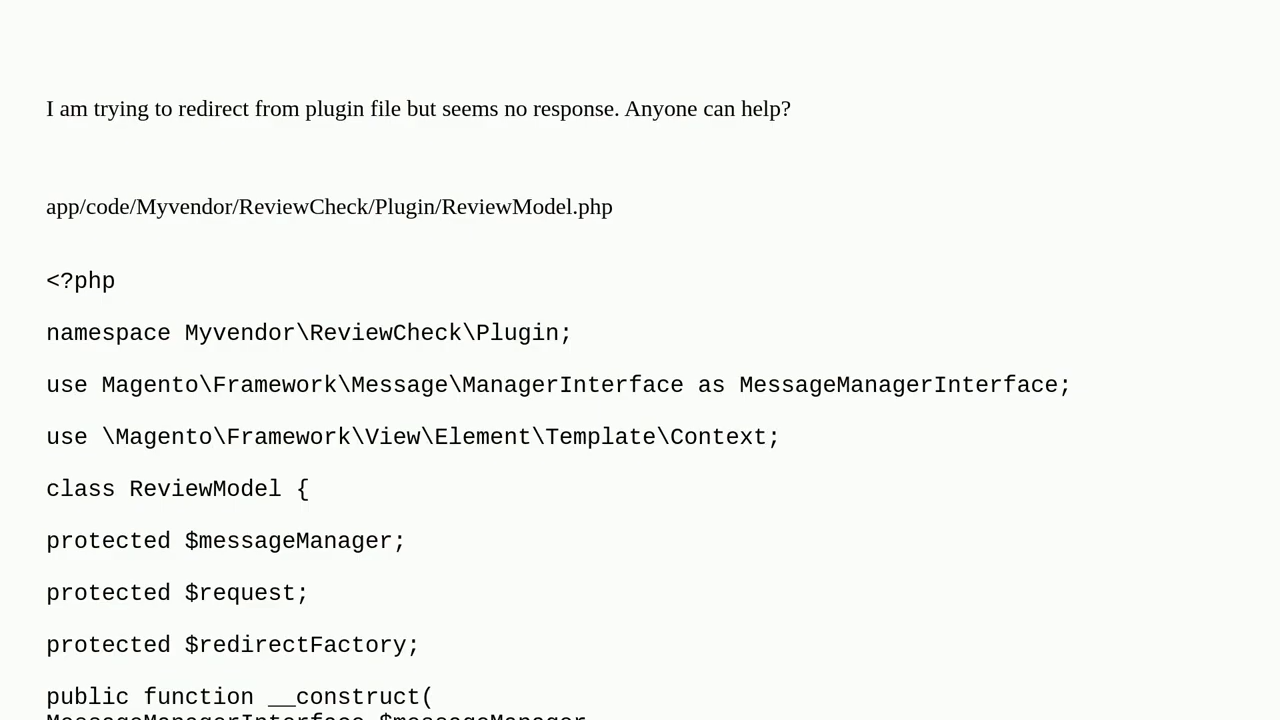 I am trying to redirect from plugin file but seems no response. Anyone can help?
app/code/Myvendor/ReviewCheck/Plugin/ReviewModel.php
<?php
namespace Myvendor\ReviewCheck\Plugin;
use Magento\Framework\Message\ManagerInterface as MessageManagerInterface;
use \Magento\Framework\View\Element\Template\Context;
class ReviewModel {
protected $messageManager;
protected $request;
protected $redirectFactory;
public function __construct(
MessageManagerInterface $messageManager